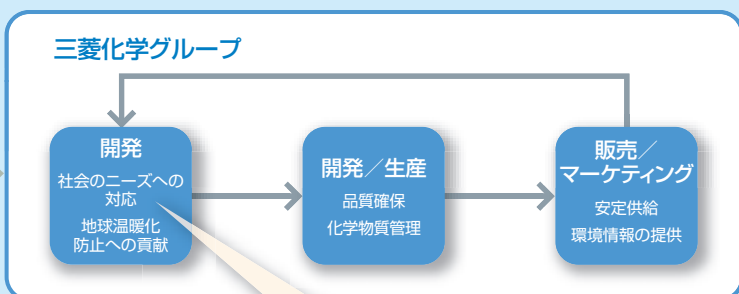 三菱化学グループ
開発
社会のニーズへの
対応
地球温暖化
防止への貢献
開発／生産
品質確保
化学物質管理
販売／
マーケティング
安定供給
環境情報の提供